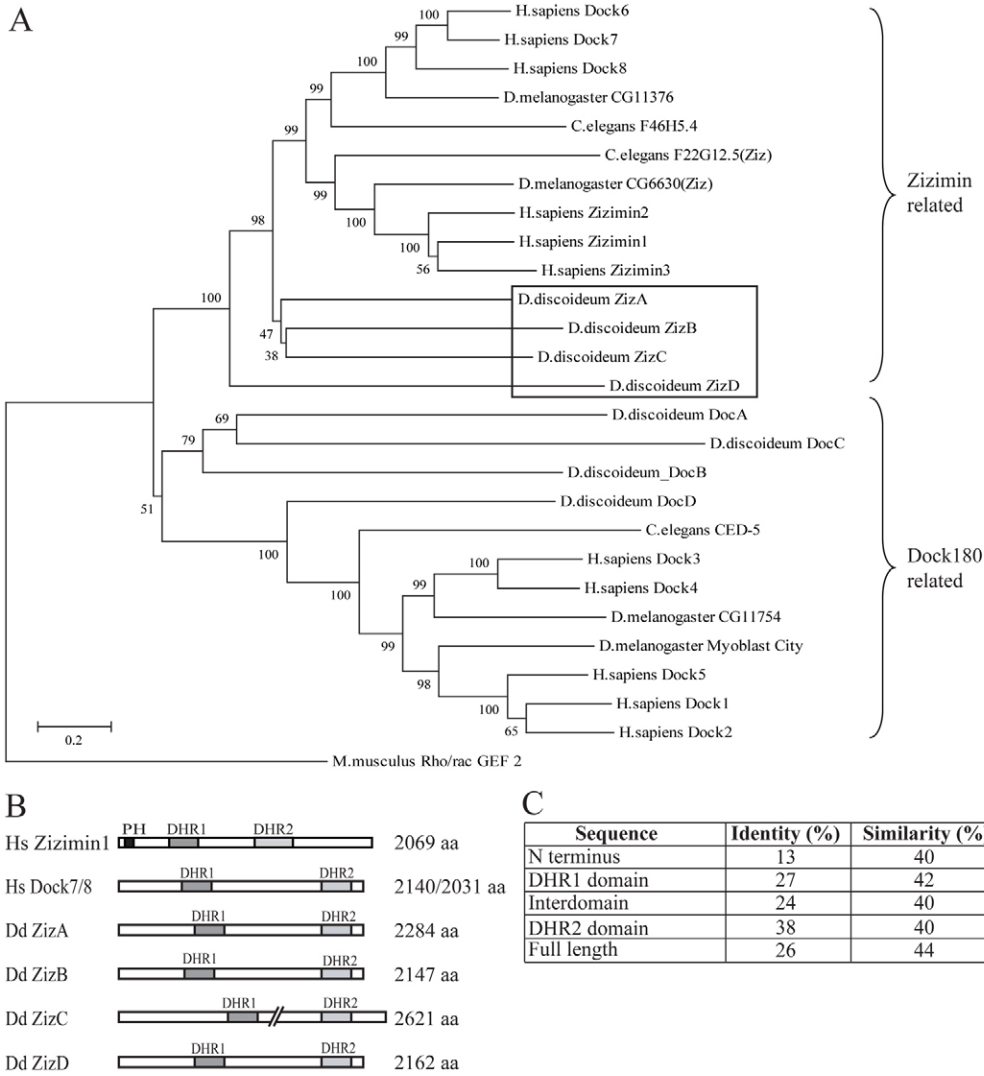 A
H.sapiens Dock6
100
H.sapiens Dock7
99
H.sapiens Dock8
100
D.melanogaster CG11376
99
C.elegans F46H5.4
99
C.elegans F22G12.5(Ziz)
D.melanogaster CG6630(Ziz)
99
Zizimin
related
H.sapiens Zizimin2
100
98
H.sapiens Zizimin1
100
H.sapiens Zizimin3
56
D.discoideum ZizA
100
D.discoideum ZizB
47
D.discoideum ZizC
38
D.discoideum ZizD
D.discoideum DocA
69
D.discoideum DocC
79
D.discoideum_DocB
D.discoideum DocD
51
C.elegans CED-5
100
H.sapiens Dock3
100
Dock180
related
H.sapiens Dock4
99
100
D.melanogaster CG11754
D.melanogaster Myoblast City
99
H.sapiens Dock5
98
H.sapiens Dock1
100
H.sapiens Dock2
65
0.2
M.musculus Rho/rac GEF 2
B
PH DHR1 DHR2
Hs Zizimin1 2069 aa
DHR1 DHR2
Hs Dock7/8 2140/2031 aa
DHR1 DHR2
Dd ZizA 2284 aa
DHR1 DHR2
Dd ZizB 2147 aa
DHR1 DHR2
Dd ZizC 2621 aa
DHR1 DHR2
Dd ZizD 2162 aa
C
Sequence Identity (%) Similarity (%
N terminus 13 40
DHR1 domain 27 42
Interdomain 24 40
DHR2 domain 38 40
Full length 26 44